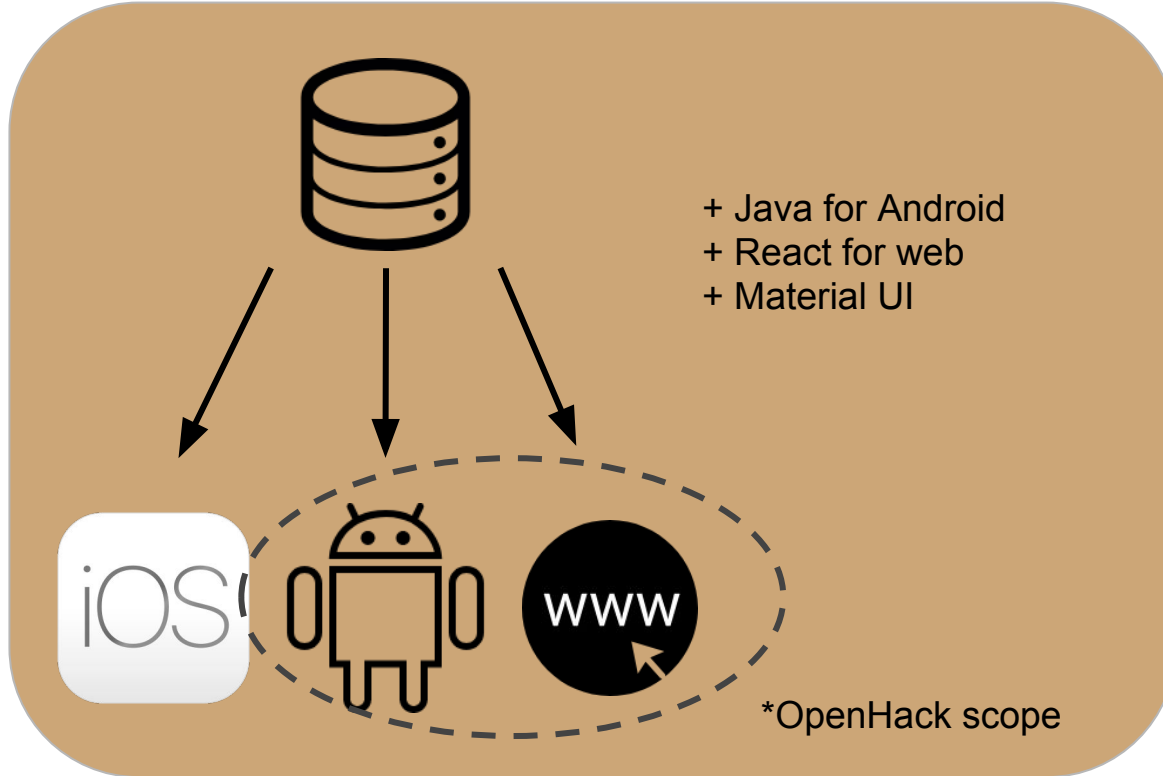 + Java for Android
+ React for web
+ Material UI
iOS
www
*OpenHack scope